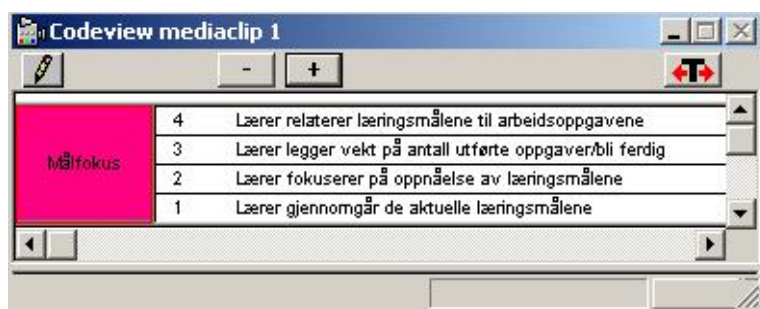 Codeview mediaclip 1
- +
T
Målfokus
4 Lærer relaterer læringsmålene til arbeidsoppgavene
3 Lærer legger vekt på antall utførte oppgaver/bli ferdig
2 Lærer fokuserer på oppnåelse av læringsmålene
1 Lærer gjennomgår de aktuelle læringsmålene